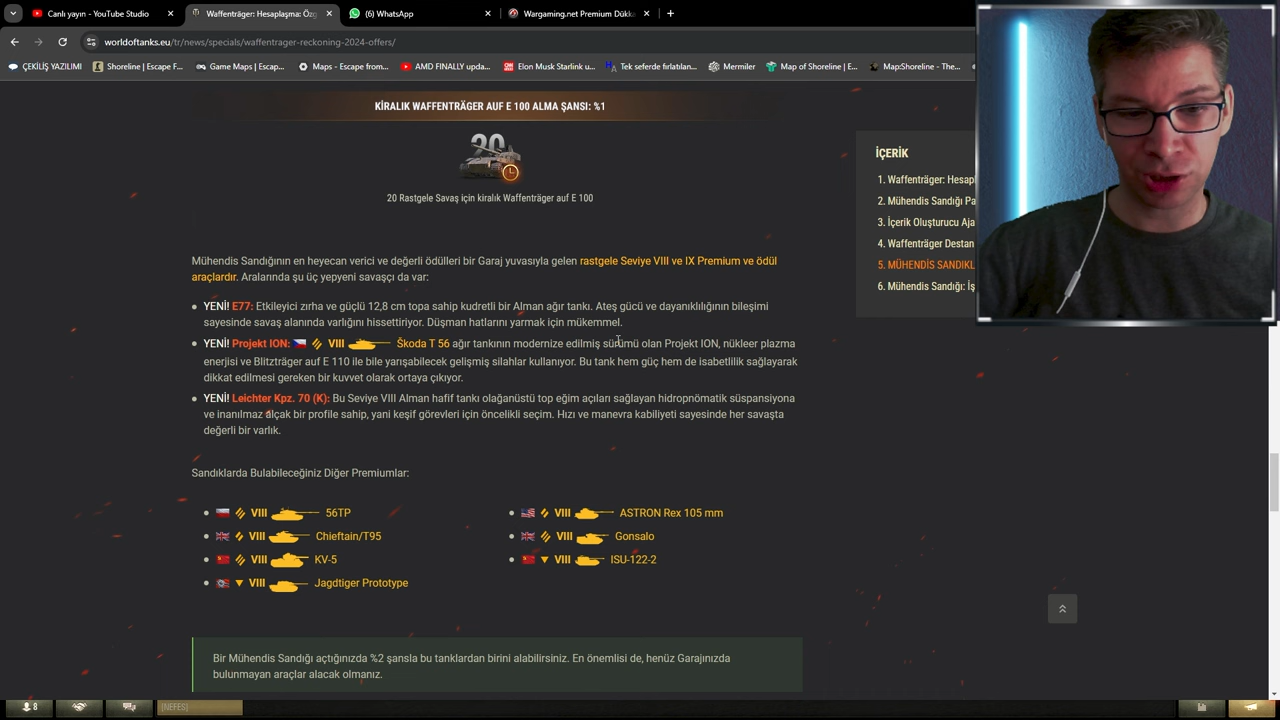 Canlı yayın - YouTube Studio
Waffenträger: Hesaplaşma: Özg
(6) WhatsApp
Wargaming.net Premium Dükka
worldoftanks.eu/tr/news/specials/waffentrager-reckoning-2024-offers/
ÇEKİLİŞ YAZILIMI
Shoreline | Escape F...
Game Maps | Escap...
Maps - Escape from...
AMD FINALLY upda...
Elon Musk Starlink u...
Tek seferde fırlatılan...
Mermiler
Map of Shoreline | E...
Map:Shoreline - The...
KİRALIK WAFFENTRÄGER AUF E 100 ALMA ŞANSI: %1
20
20 Rastgele Savaş için kiralık Waffenträger auf E 100
İÇERİK
1. Waffenträger: Hesapl
2. Mühendis Sandığı Pa
3. İçerik Oluşturucu Aja
4. Waffenträger Destan
5. MÜHENDİS SANDIKL
6. Mühendis Sandığı: İş
Mühendis Sandığının en heyecan verici ve değerli ödülleri bir Garaj yuvasıyla gelen rastgele Seviye VIII ve IX Premium ve ödül
araçlardır. Aralarında şu üç yepyeni savaşçı da var:
YENİ! E77: Etkileyici zırha ve güçlü 12,8 cm topa sahip kudretli bir Alman ağır tankı. Ateş gücü ve dayanıklılığının bileşimi
sayesinde savaş alanında varlığını hissettiriyor. Düşman hatlarını yarmak için mükemmel.
YENİ! Projekt ION: VIII Škoda T 56 ağır tankının modernize edilmiş sürümü olan Projekt ION, nükleer plazma
enerjisi ve Blitzträger auf E 110 ile bile yarışabilecek gelişmiş silahlar kullanıyor. Bu tank hem güç hem de isabetlilik sağlayarak
dikkat edilmesi gereken bir kuvvet olarak ortaya çıkıyor.
YENİ! Leichter Kpz. 70 (K): Bu Seviye VIII Alman hafif tankı olağanüstü top eğim açıları sağlayan hidropnömatik süspansiyona
ve inanılmaz alçak bir profile sahip, yani keşif görevleri için öncelikli seçim. Hızı ve manevra kabiliyeti sayesinde her savaşta
değerli bir varlık.
Sandıklarda Bulabileceğiniz Diğer Premiumlar:
VIII 56TP
VIII ASTRON Rex 105 mm
VIII Chieftain/T95
VIII Gonsalo
VIII KV-5
VIII ISU-122-2
VIII Jagdtiger Prototype
Bir Mühendis Sandığı açtığınızda %2 şansla bu tanklardan birini alabilirsiniz. En önemlisi de, henüz Garajınızda
bulunmayan araçlar alacak olmanız.
8
[NEFES]